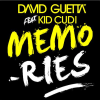 DAVID GUETTA
FEAT. KID CUDI
MEMO
-RIES